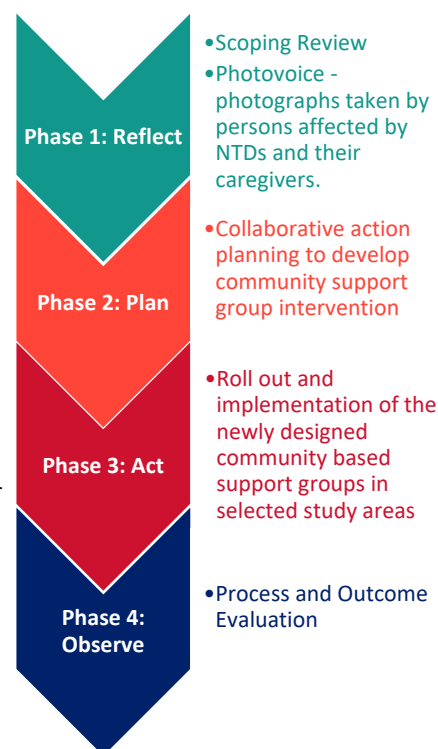 •Scoping Review
•Photovoice -
photographs taken by
persons affected by
NTDs and their
caregivers.
Phase 1: Reflect
•Collaborative action
planning to develop
community support
group intervention
Phase 2: Plan
•Roll out and
implementation of the
newly designed
community based
support groups in
selected study areas
Phase 3: Act
•Process and Outcome
Evaluation
Phase 4:
Observe